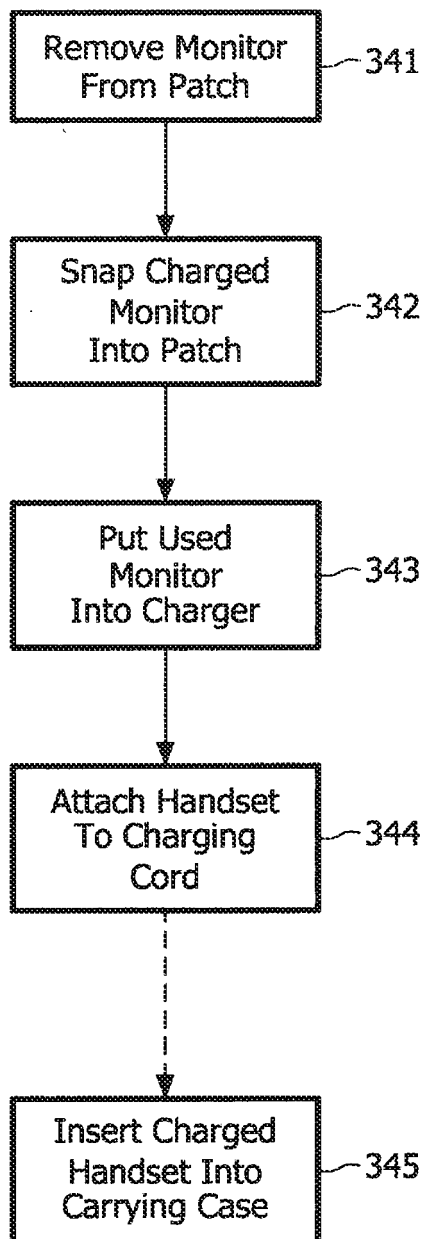 Remove Monitor
From Patch
341
Snap Charged
Monitor
Into Patch
342
Put Used
Monitor
Into Charger
343
Attach Handset
To Charging
Cord
344
Insert Charged
Handset Into
Carrying Case
345